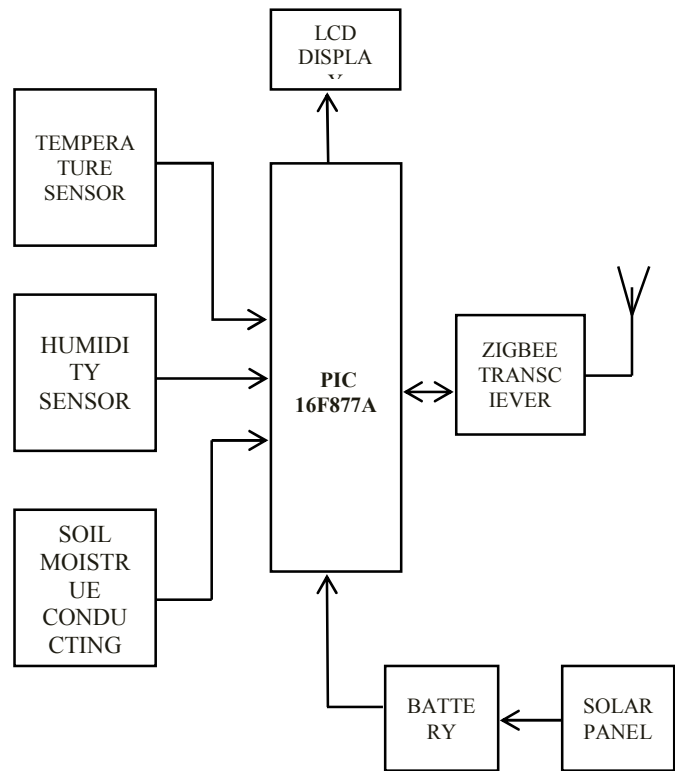 LCD
DISPLA
Y
TEMPERA
TURE
SENSOR
HUMIDI
TY
SENSOR
PIC
16F877A
ZIGBEE
TRANSC
IEVER
SOIL
MOISTR
UE
CONDU
CTING
BATTE
RY
SOLAR
PANEL